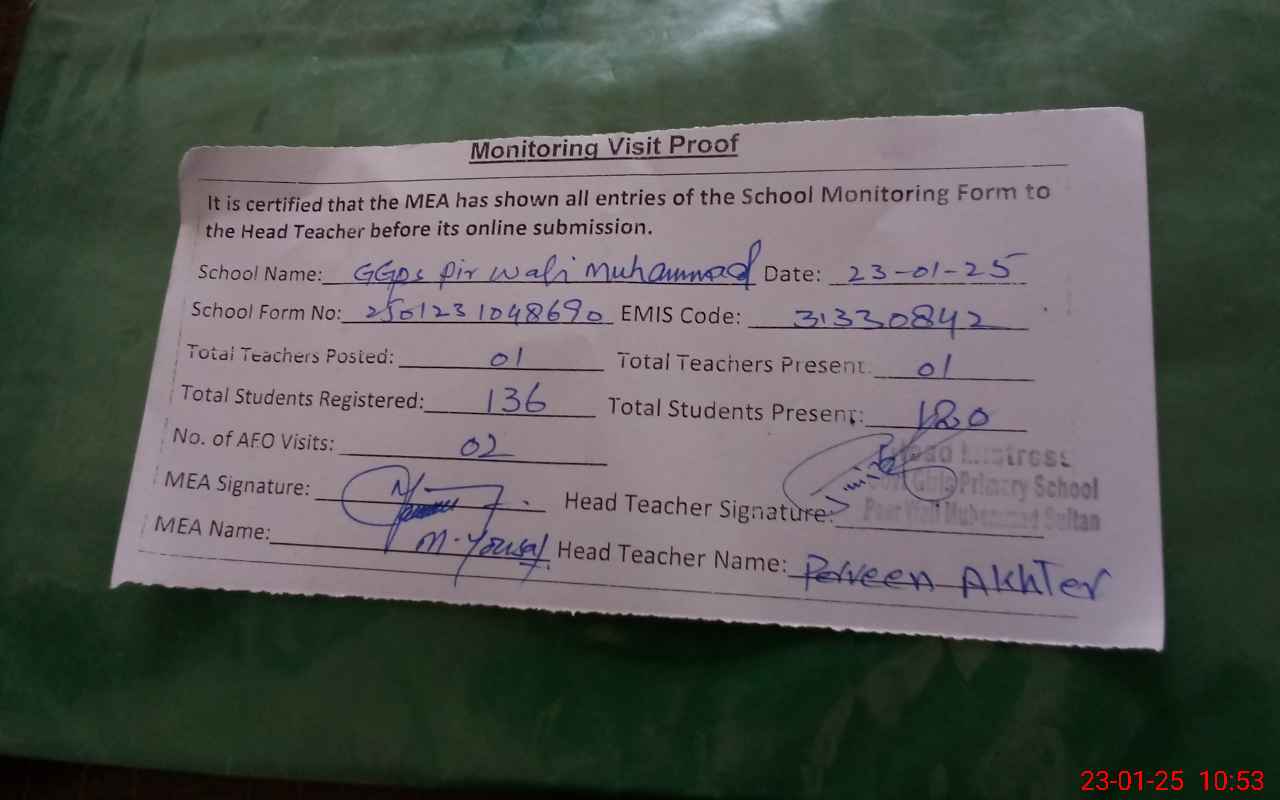 Monitoring Visit Proof
It is certified that the MEA has shown all entries of the School Monitoring Form to
the Head Teacher before its online submission.
School Name: GGPS Pir Wali Muhammad Date: 23-01-25
School Form No: 2501231048690 EMIS Code: 31330842
Total Teachers Posted: 01 Total Teachers Present: 01
Total Students Registered: 136 Total Students Present:
No. of AFO Visits: 02
MEA Signature: Head Teacher Signature:
Primary School
MEA Name: M. Yousaf Head Teacher Name: Perveen Akhter
23-01-25 10:53